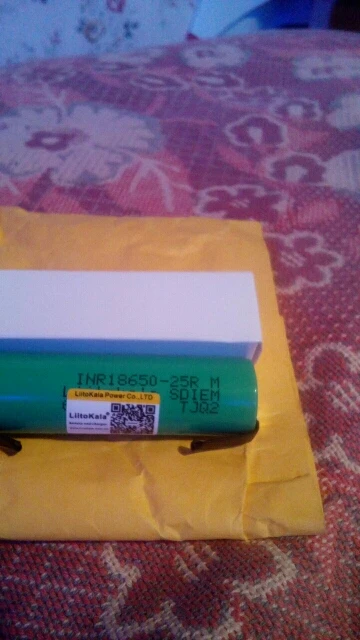 INR18650-25R M
SDIEM
TJQ2
LiitoKala Power Co.,LTD
LiitoKala